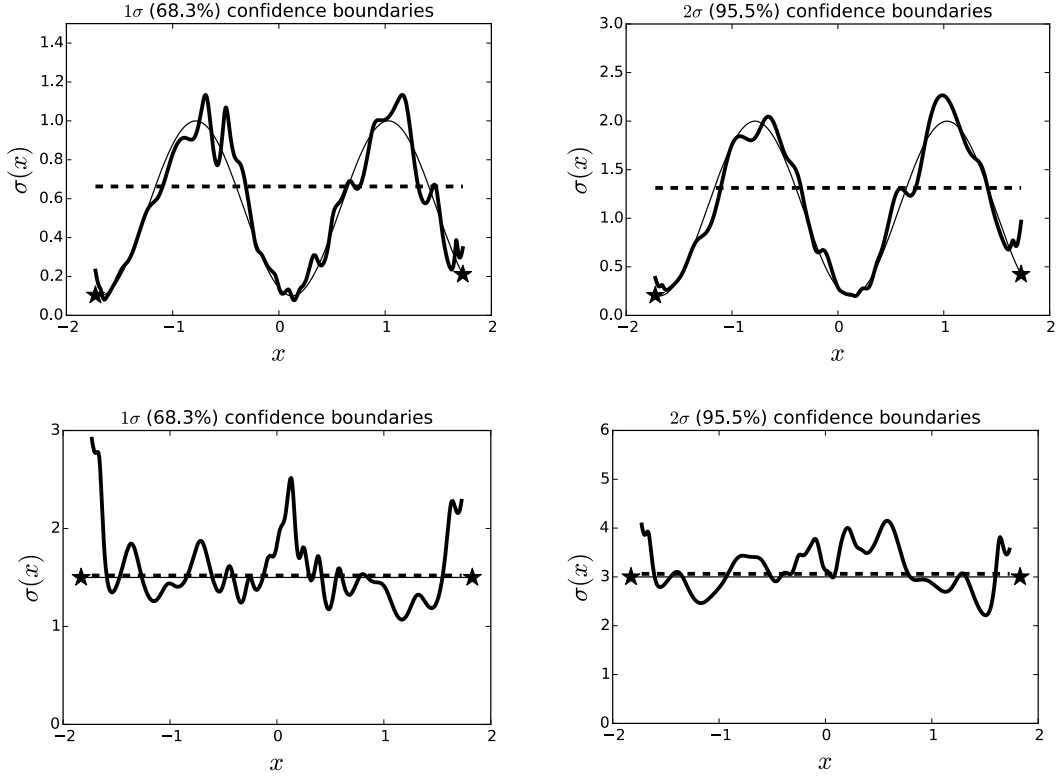 1σ (68.3%) confidence boundaries
σ(x)
1.4
1.2
1.0
0.8
0.6
0.4
0.2
0.0
−2 −1 0 1 2
x
2σ (95.5%) confidence boundaries
σ(x)
3.0
2.5
2.0
1.5
1.0
0.5
0.0
−2 −1 0 1 2
x
1σ (68.3%) confidence boundaries
σ(x)
3
2
1
0
−2 −1 0 1 2
x
2σ (95.5%) confidence boundaries
σ(x)
6
5
4
3
2
1
0
−2 −1 0 1 2
x